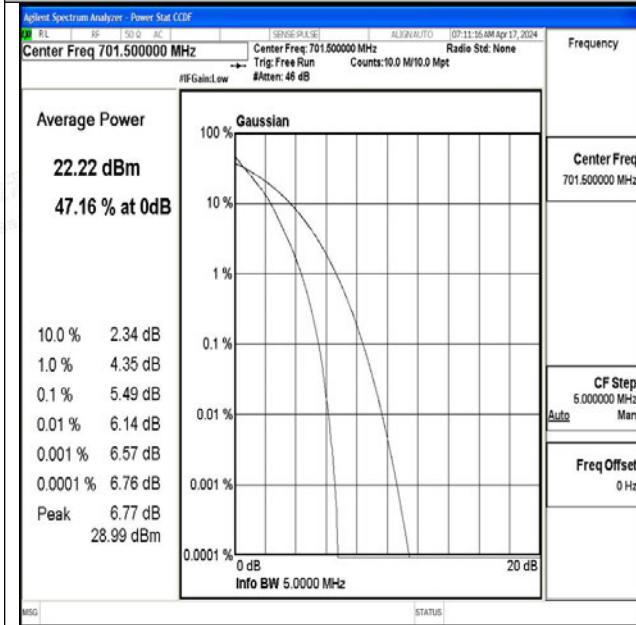 Agilent Spectrum Analyzer - Power Stat CCDF
RL RF 50 Ω AC SENSE:PULSE ALIGNAUTO 07:11:16 AM Apr 17, 2024
Center Freq 701.500000 MHz
Center Freq: 701.500000 MHz Radio Std: None
Trig: Free Run Counts:10.0 M/10.0 Mpt
#IFGain:Low #Atten: 46 dB
Frequency
Average Power
22.22 dBm
47.16 % at 0dB
10.0 % 2.34 dB
1.0 % 4.35 dB
0.1 % 5.49 dB
0.01 % 6.14 dB
0.001 % 6.57 dB
0.0001 % 6.76 dB
Peak 6.77 dB
28.99 dBm
Gaussian
100 %
10 %
1 %
0.1 %
0.01 %
0.001 %
0.0001 %
0 dB 20 dB
Info BW 5.0000 MHz
Center Freq
701.500000 MHz
CF Step
5.000000 MHz
Auto Man
Freq Offset
0 Hz
MSG STATUS